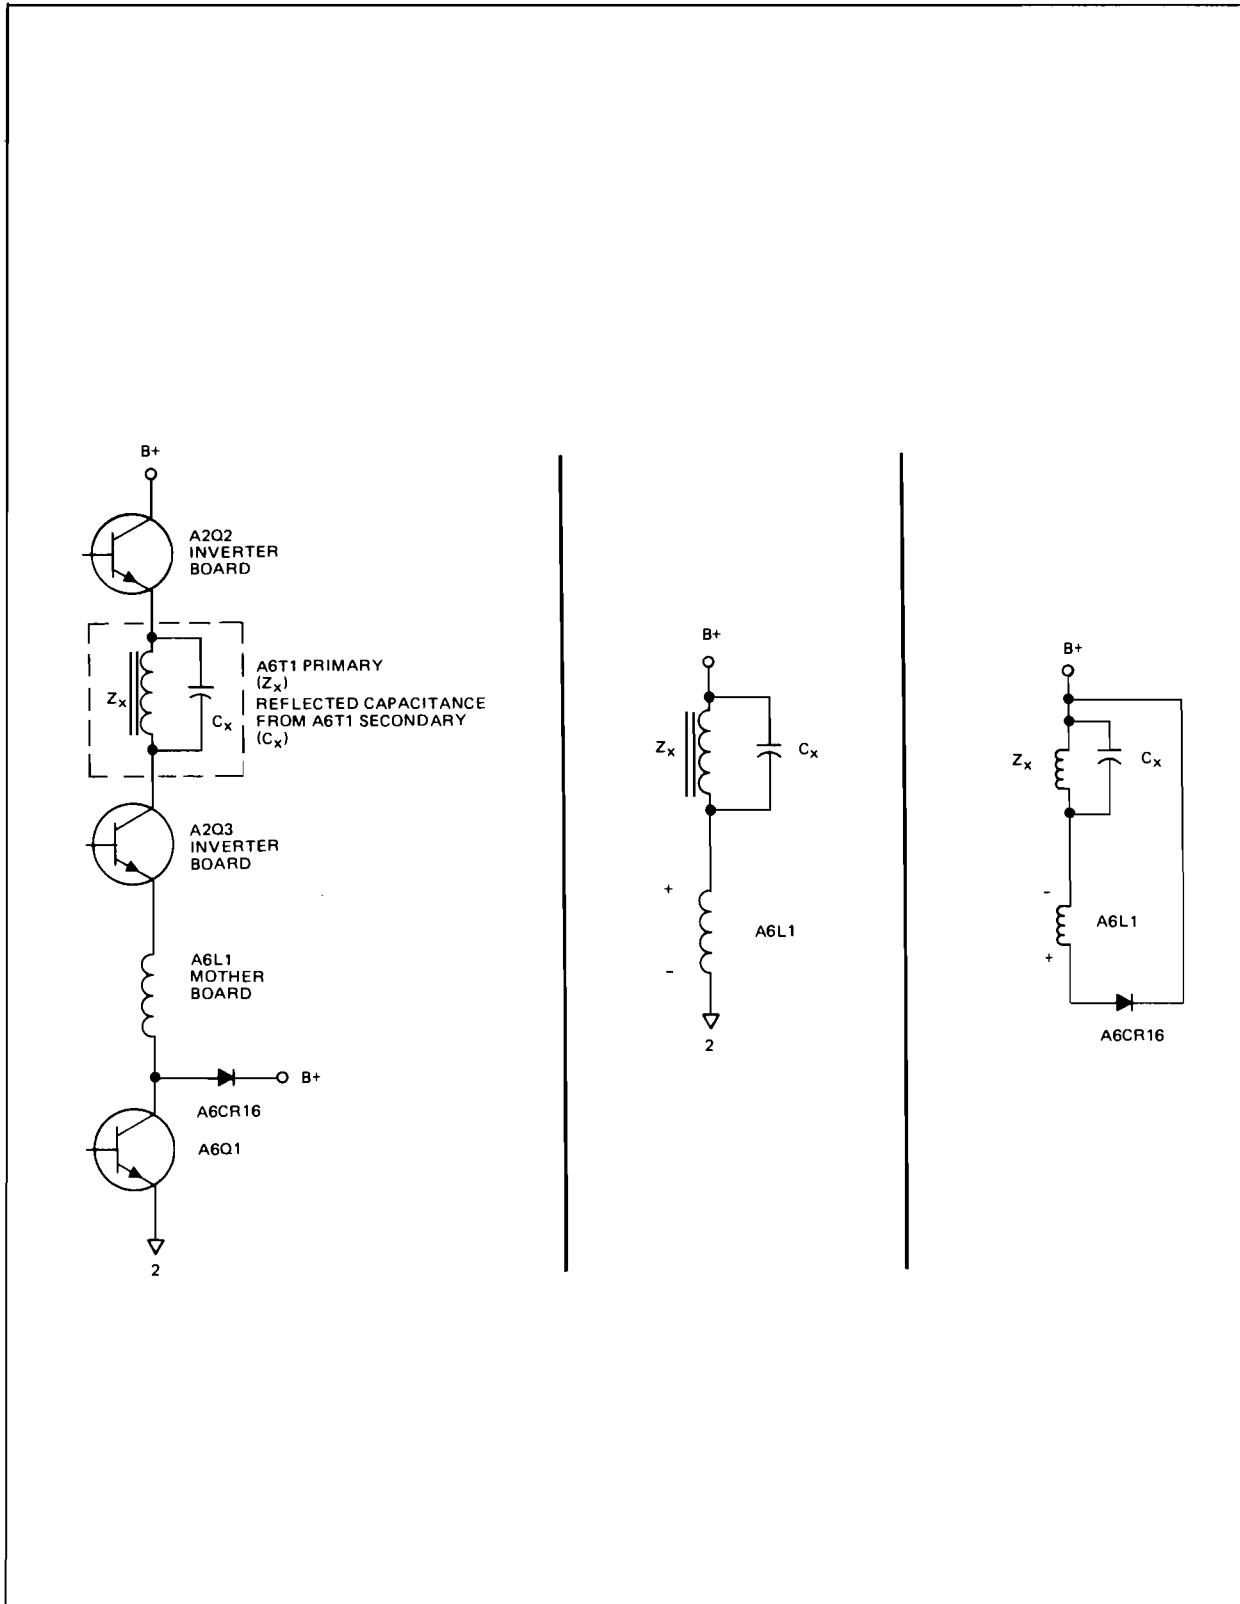 B+
A2Q2
INVERTER
BOARD
A6T1 PRIMARY
(Zx)
REFLECTED CAPACITANCE
FROM A6T1 SECONDARY
(Cx)
Zx
Cx
A2Q3
INVERTER
BOARD
A6L1
MOTHER
BOARD
B+
A6CR16
A6Q1
2
B+
Zx
Cx
+
A6L1
-
2
B+
Zx
Cx
-
A6L1
+
A6CR16